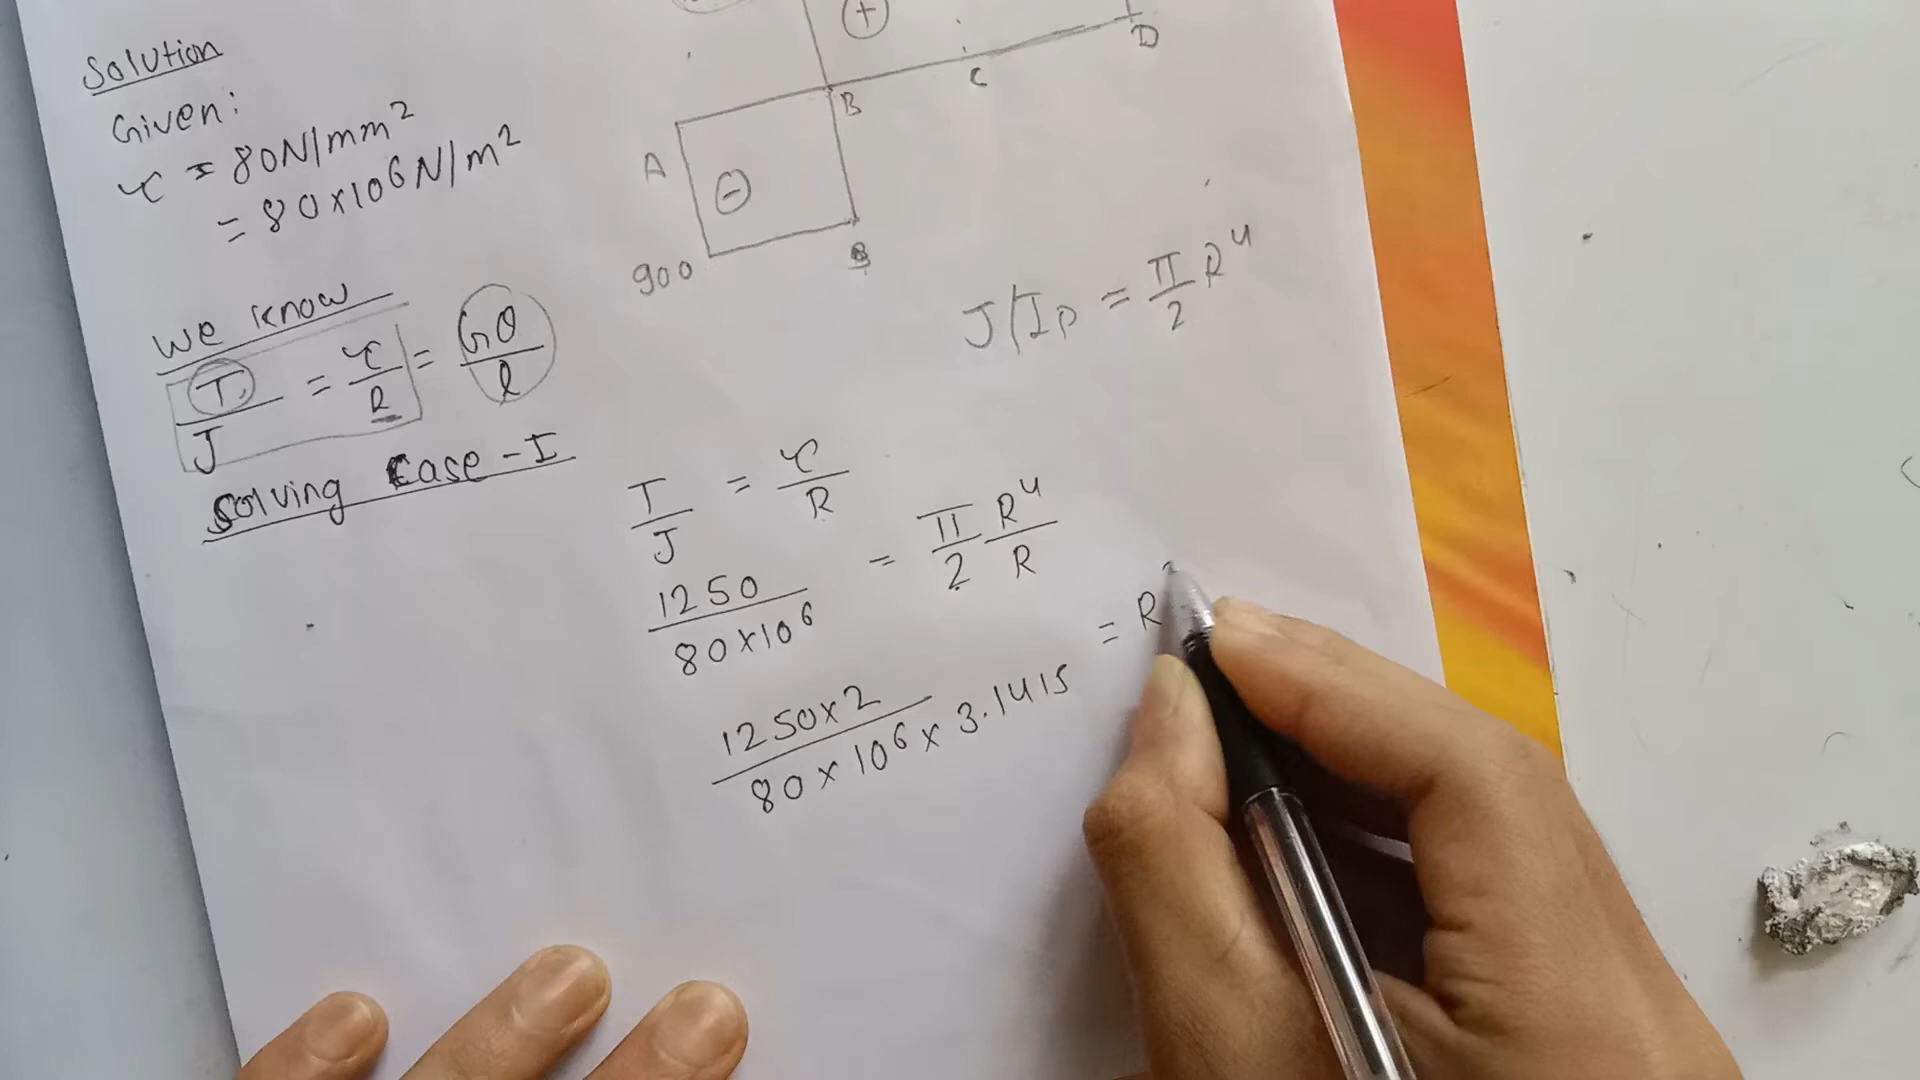 Solution
Given:
τ = 80N/mm²
= 80×10⁶N/m²
+
B
C
D
A
-
900
B
We know
T/J = τ/R = Gθ/l
J/Ip = π/2 R⁴
Solving Case-I
T/J = τ/R
1250/80×10⁶ = π/2 R⁴/R
1250×2/80×10⁶×3.1415 = R